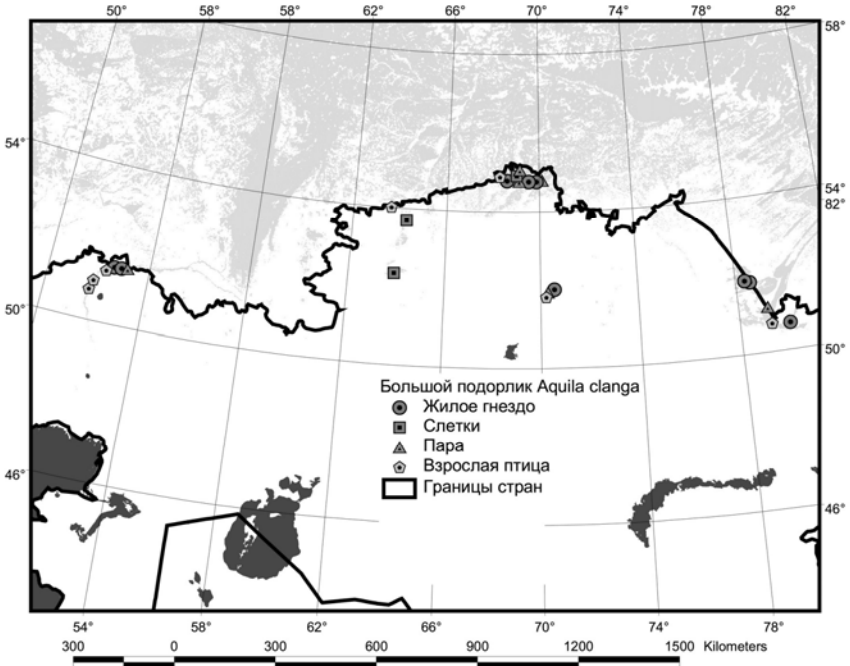 50° 58° 58° 62° 66° 70° 74° 78° 82°
58°
54°
54°
82°
50°
50°
46°
46°
Большой подорлик Aquila clanga
Жилое гнездо
Слетки
Пара
Взрослая птица
Границы стран
54° 58° 62° 66° 70° 74° 78°
300 0 300 600 900 1200 1500 Kilometers